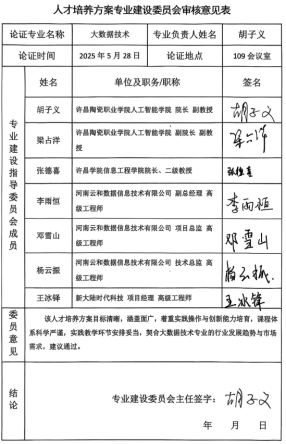 人才培养方案专业建设委员会审核意见表
论证专业名称 大数据技术 专业负责人姓名 胡子义
论证时间 2025 年 5 月 28 日 论证地点 109 会议室
专业建设指导委员会成员
姓名 单位及职务/职称 签名
胡子义 许昌陶瓷职业学院人工智能学院 院长 副教授 胡子义
梁占洋 许昌陶瓷职业学院人工智能学院 副院长 副教
授
张德喜 许昌学院信息工程学院院长、二级教授 张德喜
李雨恒 河南云和数据信息技术有限公司 副总经理 高
级工程师 李雨恒
邓雪山 河南云和数据信息技术有限公司 项目总监 高
级工程师 邓雪山
杨云振 河南云和数据信息技术有限公司 技术总监 高
级工程师
王冰铎 新大陆时代科技 项目经理 高级工程师
委员意见
该人才培养方案目标清晰，涵盖面广，着重实践操作与创新能力培育，课程体
系科学严谨，实践教学环节安排妥当，契合大数据技术专业的行业发展趋势与市场
需求，建议通过。
结论
专业建设委员会主任签字： 胡子义
年 月 日